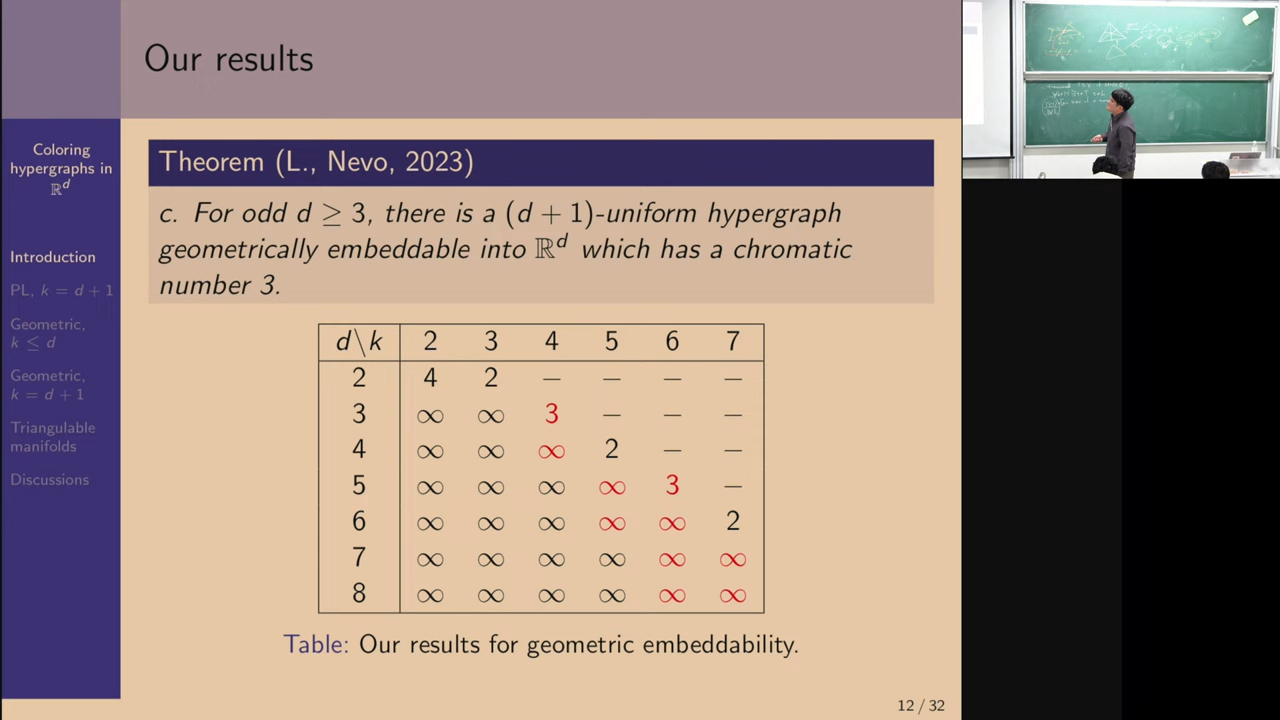 Our results
Coloring
hypergraphs in
ℝᵈ
Introduction
PL, k = d + 1
Geometric,
k ≤ d
Geometric,
k = d + 1
Triangulable
manifolds
Discussions
Theorem (L., Nevo, 2023)
c. For odd d ≥ 3, there is a (d + 1)-uniform hypergraph
geometrically embeddable into ℝᵈ which has a chromatic
number 3.
d\k 2 3 4 5 6 7
2 4 2 – – – –
3 ∞ ∞ 3 – – –
4 ∞ ∞ ∞ 2 – –
5 ∞ ∞ ∞ ∞ 3 –
6 ∞ ∞ ∞ ∞ ∞ 2
7 ∞ ∞ ∞ ∞ ∞ ∞
8 ∞ ∞ ∞ ∞ ∞ ∞
Table: Our results for geometric embeddability.
12 / 32